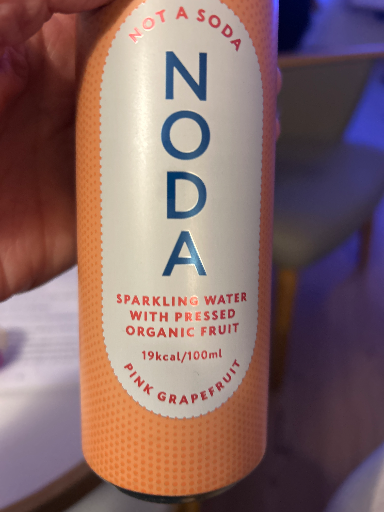 NOT A SODA
NODA
SPARKLING WATER
WITH PRESSED
ORGANIC FRUIT
19kcal/100ml
PINK GRAPEFRUIT